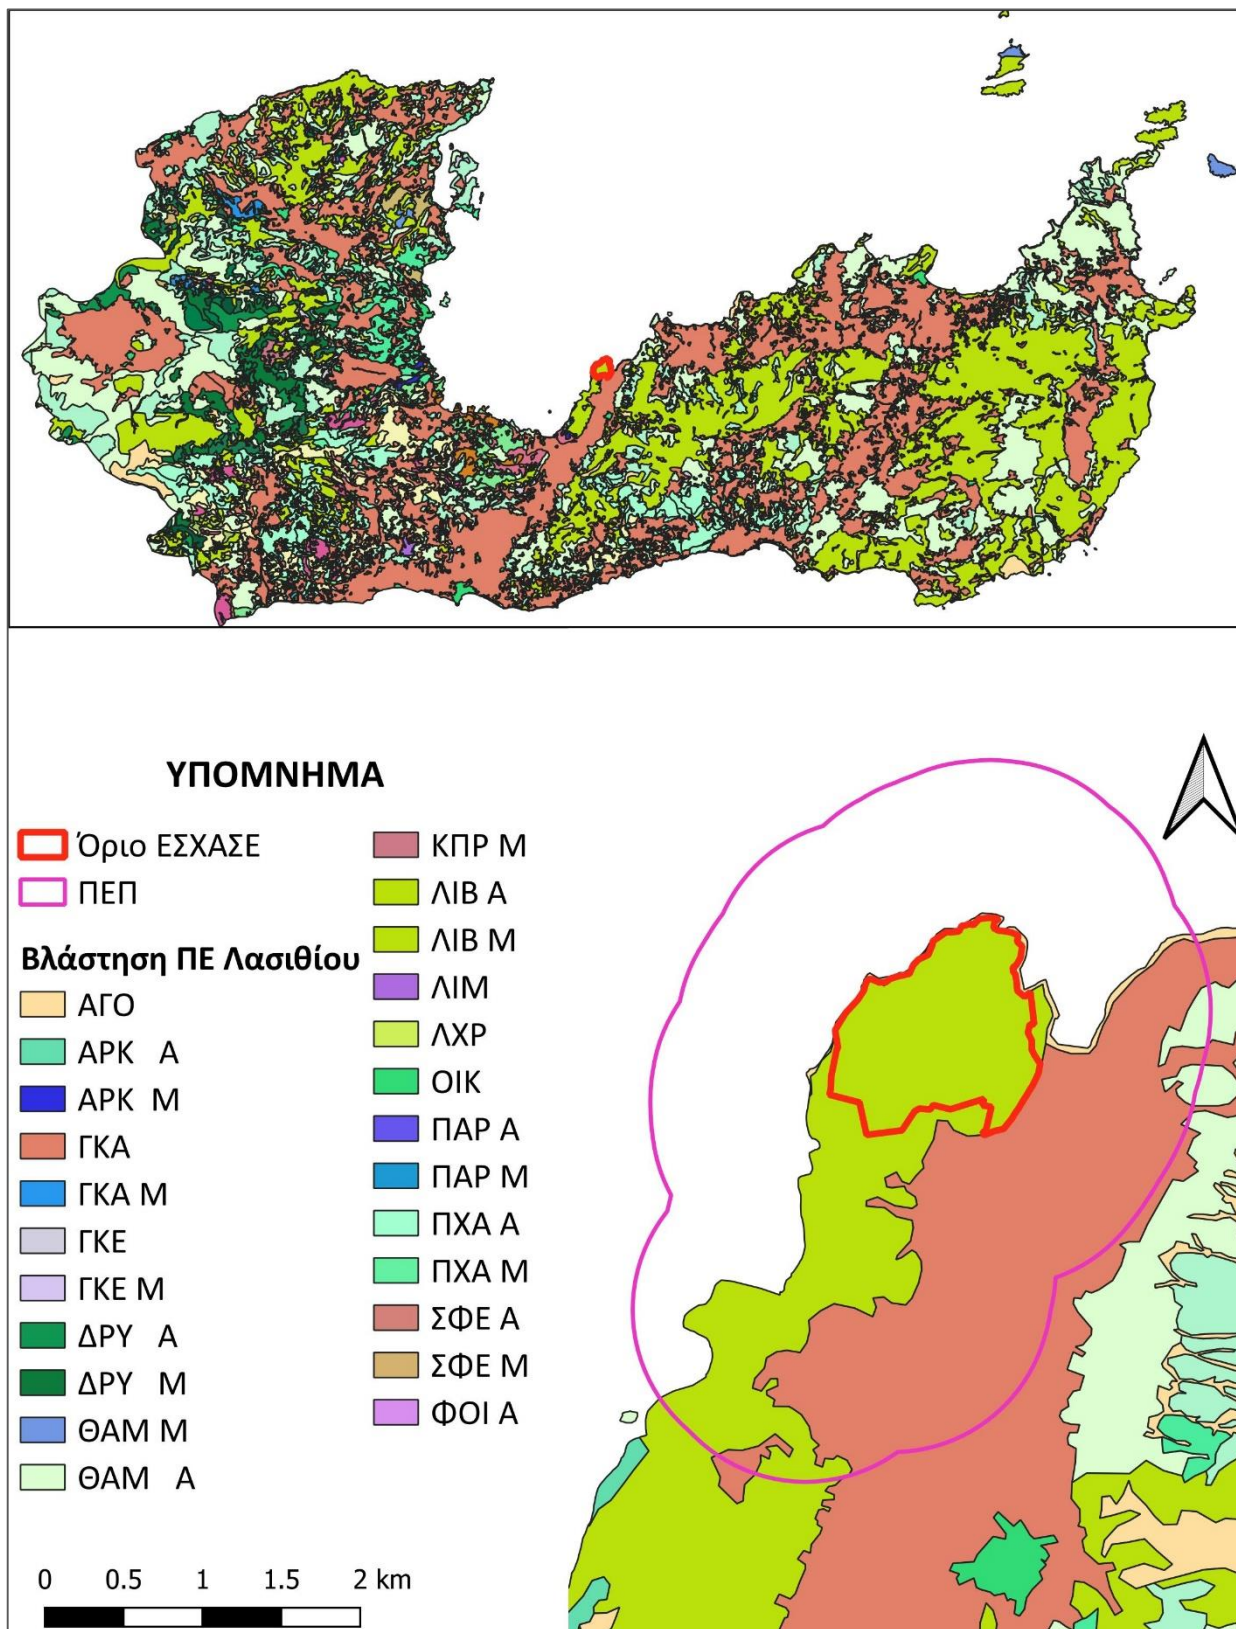 ΥΠΟΜΝΗΜΑ
Όριο ΕΣΧΑΣΕ
ΠΕΠ
Βλάστηση ΠΕ Λασιθίου
ΑΓΟ
ΑΡΚ Α
ΑΡΚ Μ
ΓΚΑ
ΓΚΑ Μ
ΓΚΕ
ΓΚΕ Μ
ΔΡΥ Α
ΔΡΥ Μ
ΘΑΜ Μ
ΘΑΜ Α
ΚΠΡ Μ
ΛΙΒ Α
ΛΙΒ Μ
ΛΙΜ
ΛΧΡ
ΟΙΚ
ΠΑΡ Α
ΠΑΡ Μ
ΠΧΑ Α
ΠΧΑ Μ
ΣΦΕ Α
ΣΦΕ Μ
ΦΟΙ Α
0 0.5 1 1.5 2 km